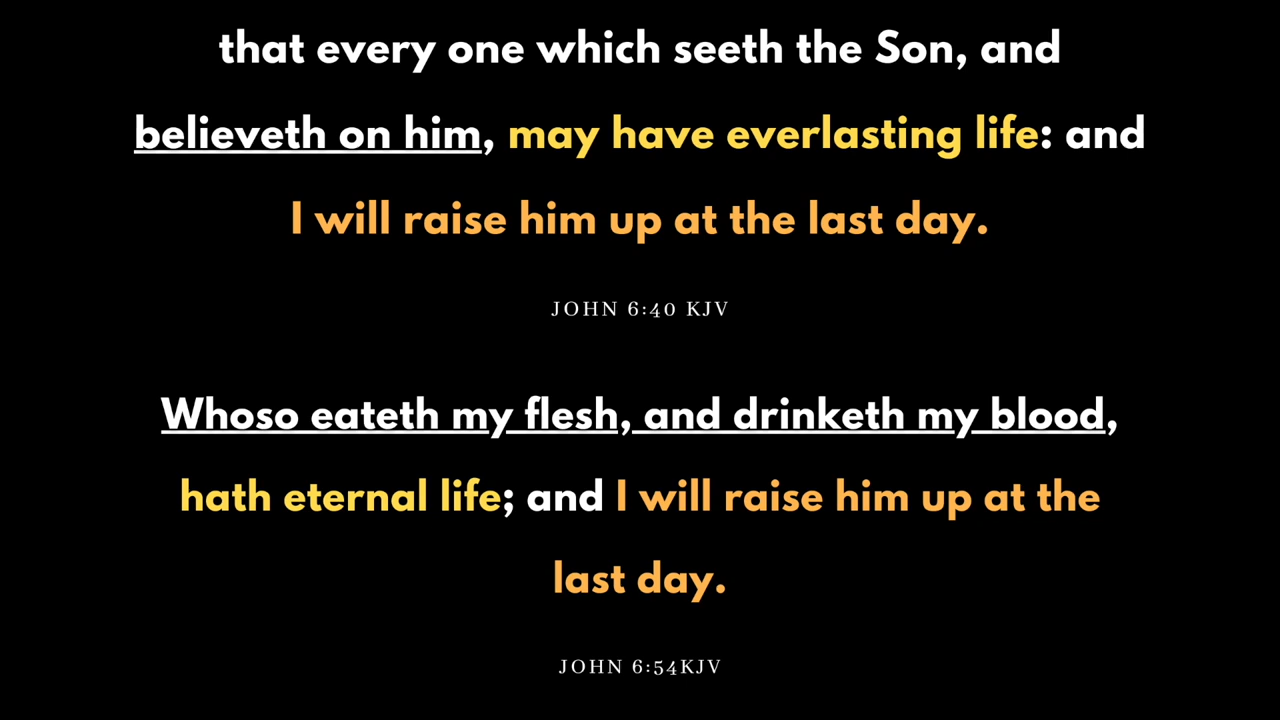 that every one which seeth the Son, and
believeth on him, may have everlasting life: and
I will raise him up at the last day.
JOHN 6:40 KJV
Whoso eateth my flesh, and drinketh my blood,
hath eternal life; and I will raise him up at the
last day.
JOHN 6:54KJV